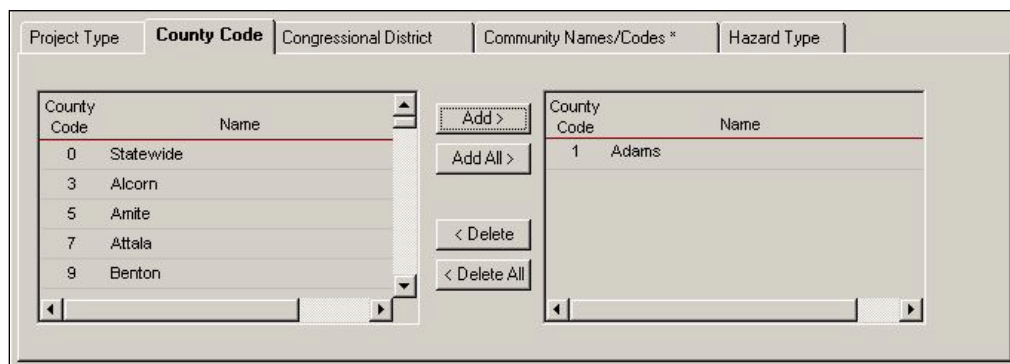 Project Type County Code Congressional District Community Names/Codes * Hazard Type
County
Code Name
0 Statewide
3 Alcorn
5 Amite
7 Attala
9 Benton
Add >
Add All >
< Delete
< Delete All
County
Code Name
1 Adams